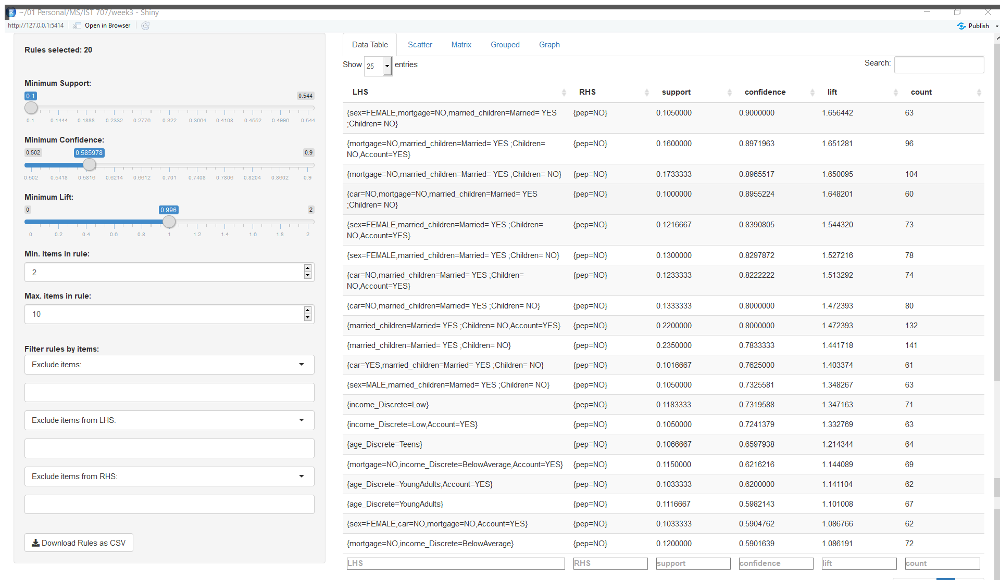 ~/01 Personal/MS/IST 707/week3 - Shiny
http://127.0.0.1:5414 Open in Browser Publish
Rules selected: 20
Minimum Support:
0.1 0.544
0.1 0.1444 0.1888 0.2332 0.2776 0.322 0.3664 0.4108 0.4552 0.4996 0.544
Minimum Confidence:
0.502 0.585978 0.9
0.502 0.5418 0.5816 0.6214 0.6612 0.701 0.7408 0.7806 0.8204 0.8602 0.9
Minimum Lift:
0 0.996 2
0 0.2 0.4 0.6 0.8 1 1.2 1.4 1.6 1.8 2
Min. items in rule:
2
Max. items in rule:
10
Filter rules by items:
Exclude items:
Exclude items from LHS:
Exclude items from RHS:
Download Rules as CSV
Data Table Scatter Matrix Grouped Graph
Show 25 entries Search:
LHS RHS support confidence lift count
{sex=FEMALE,mortgage=NO,married_children=Married= YES {pep=NO} 0.1050000 0.9000000 1.656442 63
;Children= NO}
{mortgage=NO,married_children=Married= YES ;Children= {pep=NO} 0.1600000 0.8971963 1.651281 96
NO,Account=YES}
{mortgage=NO,married_children=Married= YES ;Children= NO} {pep=NO} 0.1733333 0.8965517 1.650095 104
{car=NO,mortgage=NO,married_children=Married= YES {pep=NO} 0.1000000 0.8955224 1.648201 60
;Children= NO}
{sex=FEMALE,married_children=Married= YES ;Children= {pep=NO} 0.1216667 0.8390805 1.544320 73
NO,Account=YES}
{sex=FEMALE,married_children=Married= YES ;Children= NO} {pep=NO} 0.1300000 0.8297872 1.527216 78
{car=NO,married_children=Married= YES ;Children= {pep=NO} 0.1233333 0.8222222 1.513292 74
NO,Account=YES}
{car=NO,married_children=Married= YES ;Children= NO} {pep=NO} 0.1333333 0.8000000 1.472393 80
{married_children=Married= YES ;Children= NO,Account=YES} {pep=NO} 0.2200000 0.8000000 1.472393 132
{married_children=Married= YES ;Children= NO} {pep=NO} 0.2350000 0.7833333 1.441718 141
{car=YES,married_children=Married= YES ;Children= NO} {pep=NO} 0.1016667 0.7625000 1.403374 61
{sex=MALE,married_children=Married= YES ;Children= NO} {pep=NO} 0.1050000 0.7325581 1.348267 63
{income_Discrete=Low} {pep=NO} 0.1183333 0.7319588 1.347163 71
{income_Discrete=Low,Account=YES} {pep=NO} 0.1050000 0.7241379 1.332769 63
{age_Discrete=Teens} {pep=NO} 0.1066667 0.6597938 1.214344 64
{mortgage=NO,income_Discrete=BelowAverage,Account=YES} {pep=NO} 0.1150000 0.6216216 1.144089 69
{age_Discrete=YoungAdults,Account=YES} {pep=NO} 0.1033333 0.6200000 1.141104 62
{age_Discrete=YoungAdults} {pep=NO} 0.1116667 0.5982143 1.101008 67
{sex=FEMALE,car=NO,mortgage=NO,Account=YES} {pep=NO} 0.1033333 0.5904762 1.086766 62
{mortgage=NO,income_Discrete=BelowAverage} {pep=NO} 0.1200000 0.5901639 1.086191 72
LHS RHS support confidence lift count